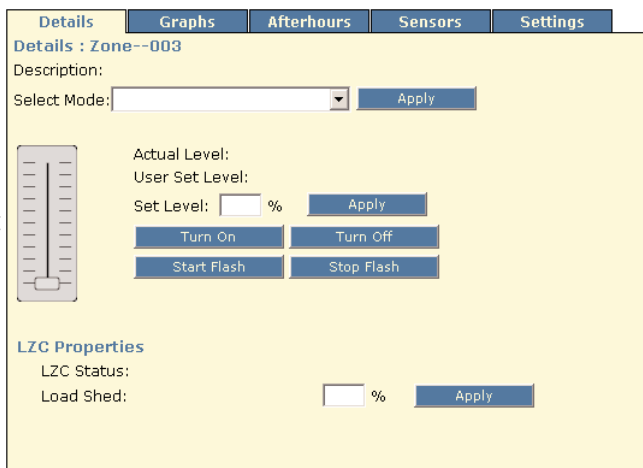 Details Graphs Afterhours Sensors Settings
Details : Zone--003
Description:
Select Mode: Apply
Actual Level:
User Set Level:
Set Level: % Apply
Turn On Turn Off
Start Flash Stop Flash
LZC Properties
LZC Status:
Load Shed: % Apply